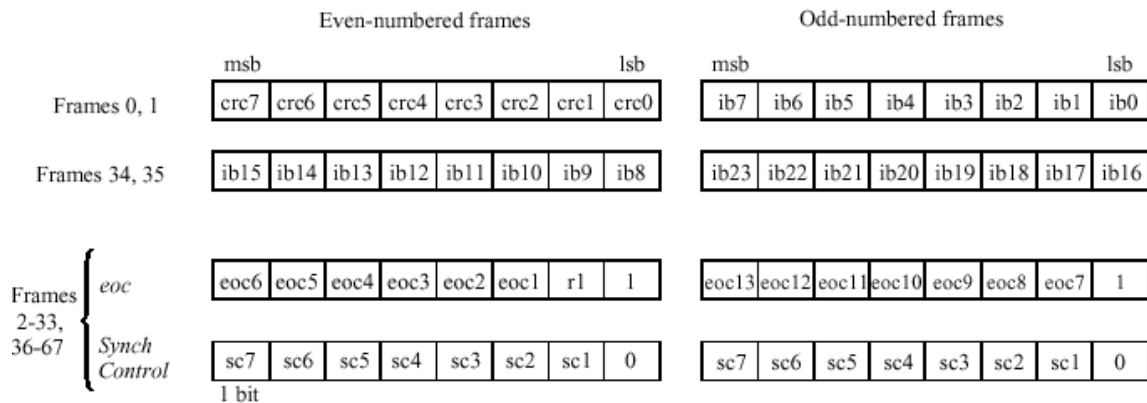 Even-numbered frames Odd-numbered frames
msb lsb msb lsb
Frames 0, 1 crc7 crc6 crc5 crc4 crc3 crc2 crc1 crc0 ib7 ib6 ib5 ib4 ib3 ib2 ib1 ib0
Frames 34, 35 ib15 ib14 ib13 ib12 ib11 ib10 ib9 ib8 ib23 ib22 ib21 ib20 ib19 ib18 ib17 ib16
Frames
2-33,
36-67
eoc eoc6 eoc5 eoc4 eoc3 eoc2 eoc1 r1 1 eoc13 eoc12 eoc11 eoc10 eoc9 eoc8 eoc7 1
Synch
Control
sc7 sc6 sc5 sc4 sc3 sc2 sc1 0 sc7 sc6 sc5 sc4 sc3 sc2 sc1 0
1 bit